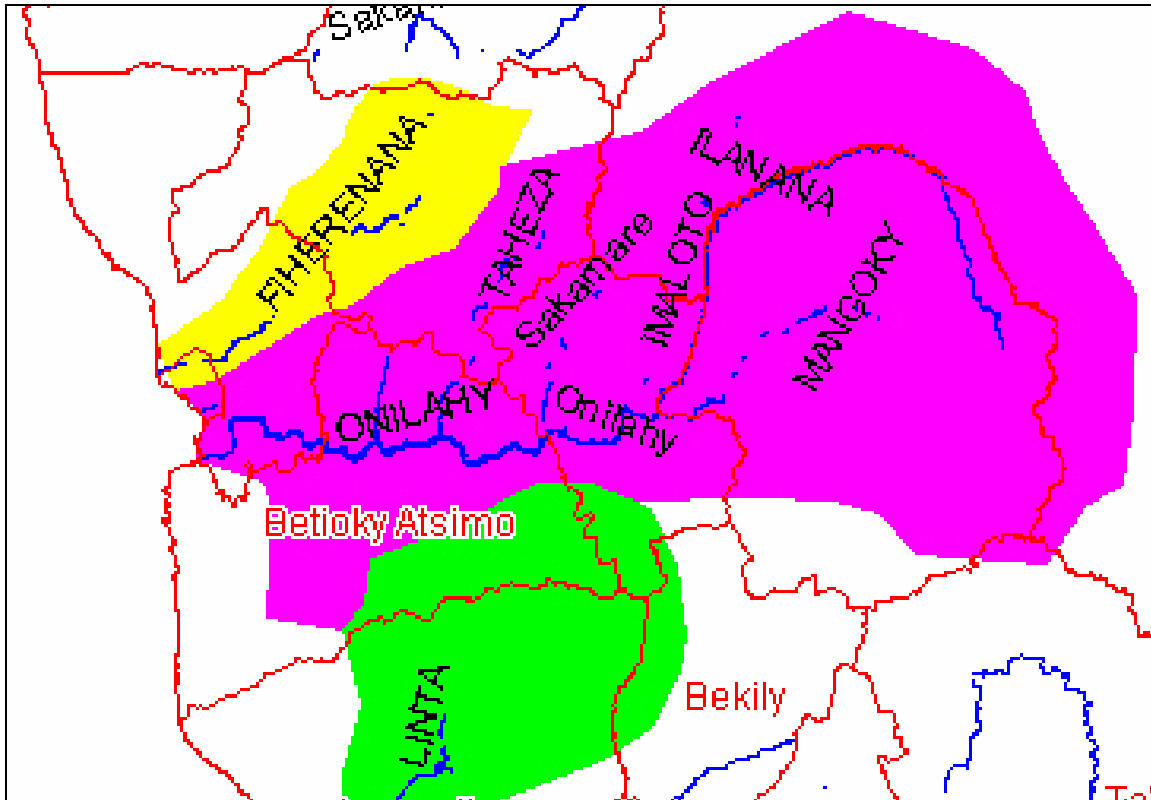 FIHERENANA
ILANANA
TAHEZA
Sakamare
IMALOTO
MANGOKY
ONILAHY
Onilahy
Betioky Atsimo
LINTA
Bekily